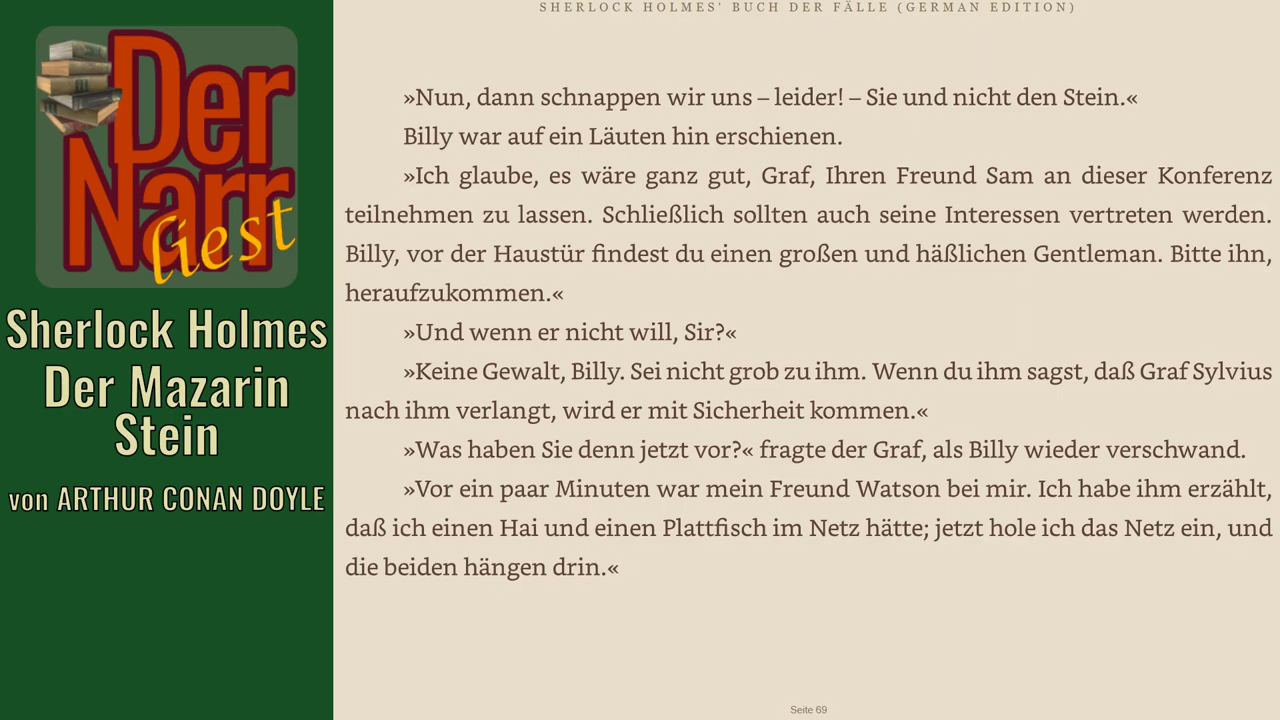 Der
Narr
liest
Sherlock Holmes
Der Mazarin
Stein
von ARTHUR CONAN DOYLE
SHERLOCK HOLMES' BUCH DER FÄLLE (GERMAN EDITION)
»Nun, dann schnappen wir uns – leider! – Sie und nicht den Stein.«
Billy war auf ein Läuten hin erschienen.
»Ich glaube, es wäre ganz gut, Graf, Ihren Freund Sam an dieser Konferenz
teilnehmen zu lassen. Schließlich sollten auch seine Interessen vertreten werden.
Billy, vor der Haustür findest du einen großen und häßlichen Gentleman. Bitte ihn,
heraufzukommen.«
»Und wenn er nicht will, Sir?«
»Keine Gewalt, Billy. Sei nicht grob zu ihm. Wenn du ihm sagst, daß Graf Sylvius
nach ihm verlangt, wird er mit Sicherheit kommen.«
»Was haben Sie denn jetzt vor?« fragte der Graf, als Billy wieder verschwand.
»Vor ein paar Minuten war mein Freund Watson bei mir. Ich habe ihm erzählt,
daß ich einen Hai und einen Plattfisch im Netz hätte; jetzt hole ich das Netz ein, und
die beiden hängen drin.«
Seite 69